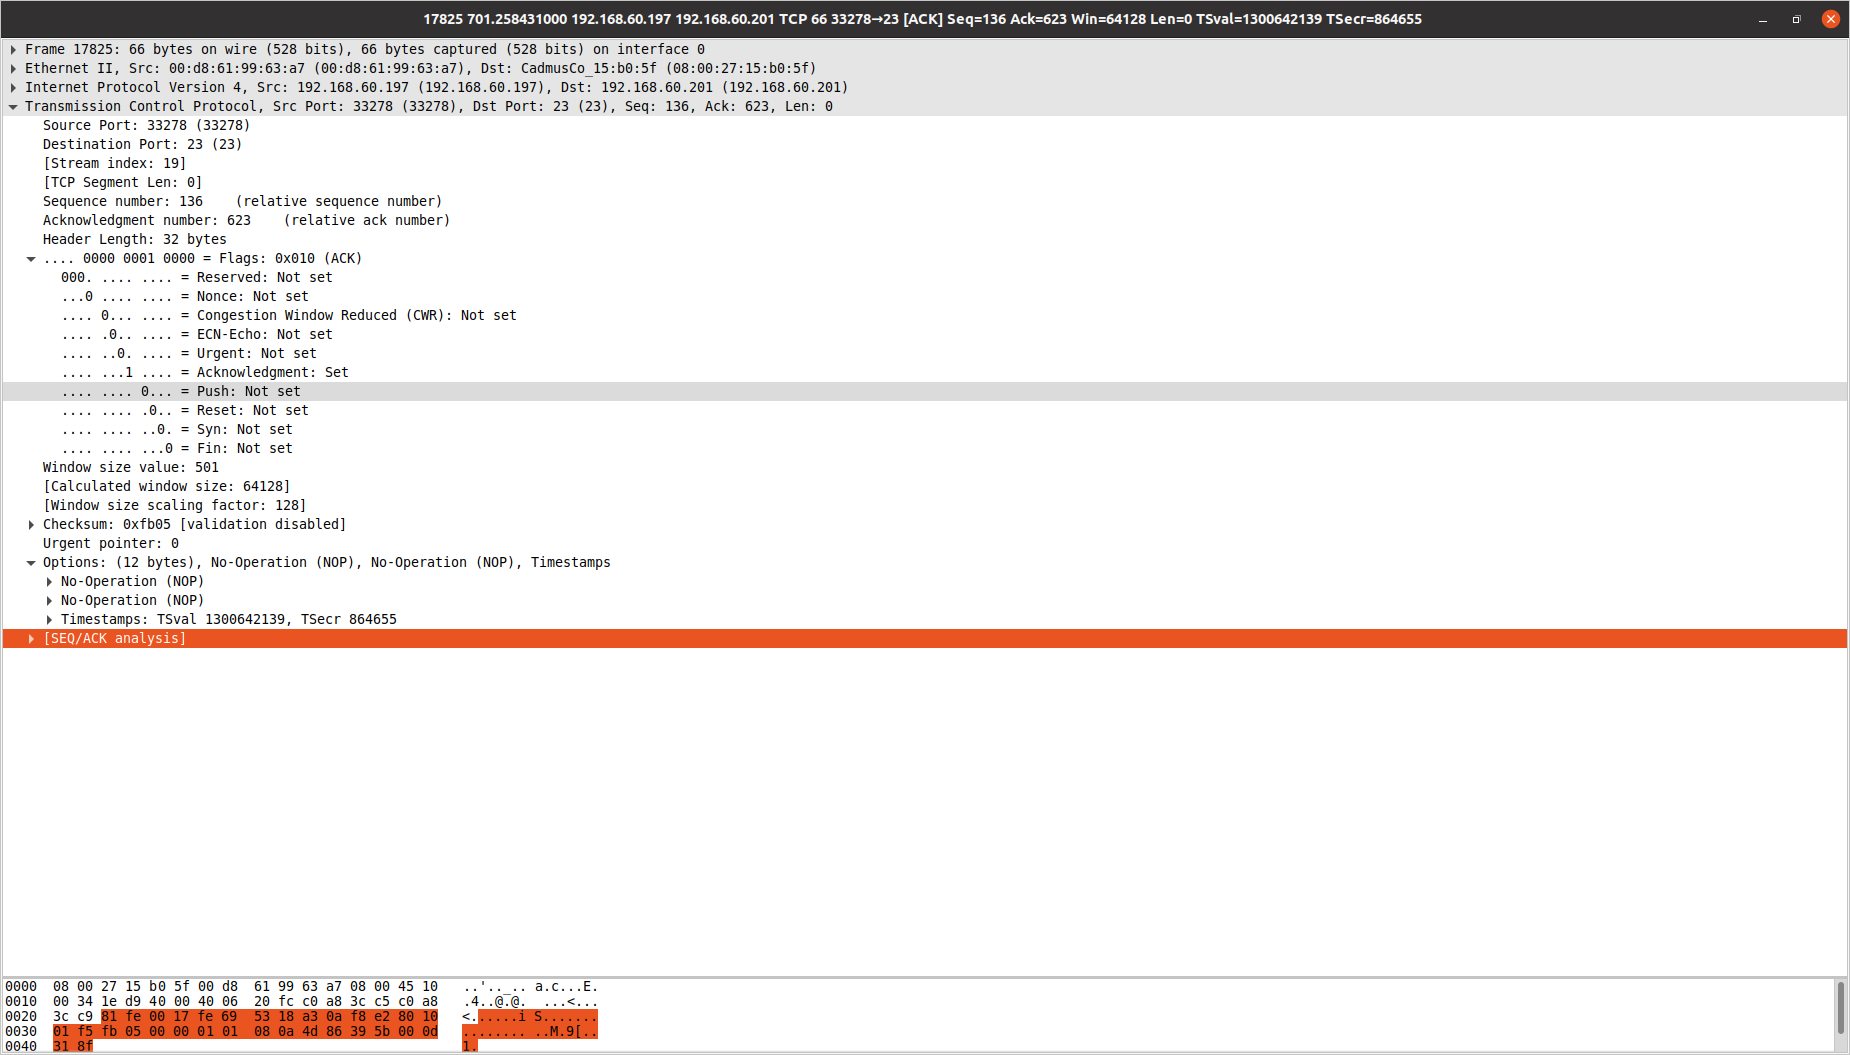 17825 701.258431000 192.168.60.197 192.168.60.201 TCP 66 33278→23 [ACK] Seq=136 Ack=623 Win=64128 Len=0 TSval=1300642139 TSecr=864655
Frame 17825: 66 bytes on wire (528 bits), 66 bytes captured (528 bits) on interface 0
Ethernet II, Src: 00:d8:61:99:63:a7 (00:d8:61:99:63:a7), Dst: CadmusCo_15:b0:5f (08:00:27:15:b0:5f)
Internet Protocol Version 4, Src: 192.168.60.197 (192.168.60.197), Dst: 192.168.60.201 (192.168.60.201)
Transmission Control Protocol, Src Port: 33278 (33278), Dst Port: 23 (23), Seq: 136, Ack: 623, Len: 0
Source Port: 33278 (33278)
Destination Port: 23 (23)
[Stream index: 19]
[TCP Segment Len: 0]
Sequence number: 136    (relative sequence number)
Acknowledgment number: 623    (relative ack number)
Header Length: 32 bytes
.... 0000 0001 0000 = Flags: 0x010 (ACK)
000. .... .... = Reserved: Not set
...0 .... .... = Nonce: Not set
.... 0... .... = Congestion Window Reduced (CWR): Not set
.... .0.. .... = ECN-Echo: Not set
.... ..0. .... = Urgent: Not set
.... ...1 .... = Acknowledgment: Set
.... .... 0... = Push: Not set
.... .... .0.. = Reset: Not set
.... .... ..0. = Syn: Not set
.... .... ...0 = Fin: Not set
Window size value: 501
[Calculated window size: 64128]
[Window size scaling factor: 128]
Checksum: 0xfb05 [validation disabled]
Urgent pointer: 0
Options: (12 bytes), No-Operation (NOP), No-Operation (NOP), Timestamps
No-Operation (NOP)
No-Operation (NOP)
Timestamps: TSval 1300642139, TSecr 864655
[SEQ/ACK analysis]
0000  08 00 27 15 b0 5f 00 d8  61 99 63 a7 08 00 45 10   ..'.._.. a.c...E.
0010  00 34 1e d9 40 00 40 06  20 fc c0 a8 3c c5 c0 a8   .4..@.@.  ...<...
0020  3c c9 81 fe 00 17 fe 69  53 18 a3 0a f8 e2 80 10   <......i S.......
0030  01 f5 fb 05 00 00 01 01  08 0a 4d 86 39 5b 00 0d   ........ ..M.9[..
0040  31 8f   1.